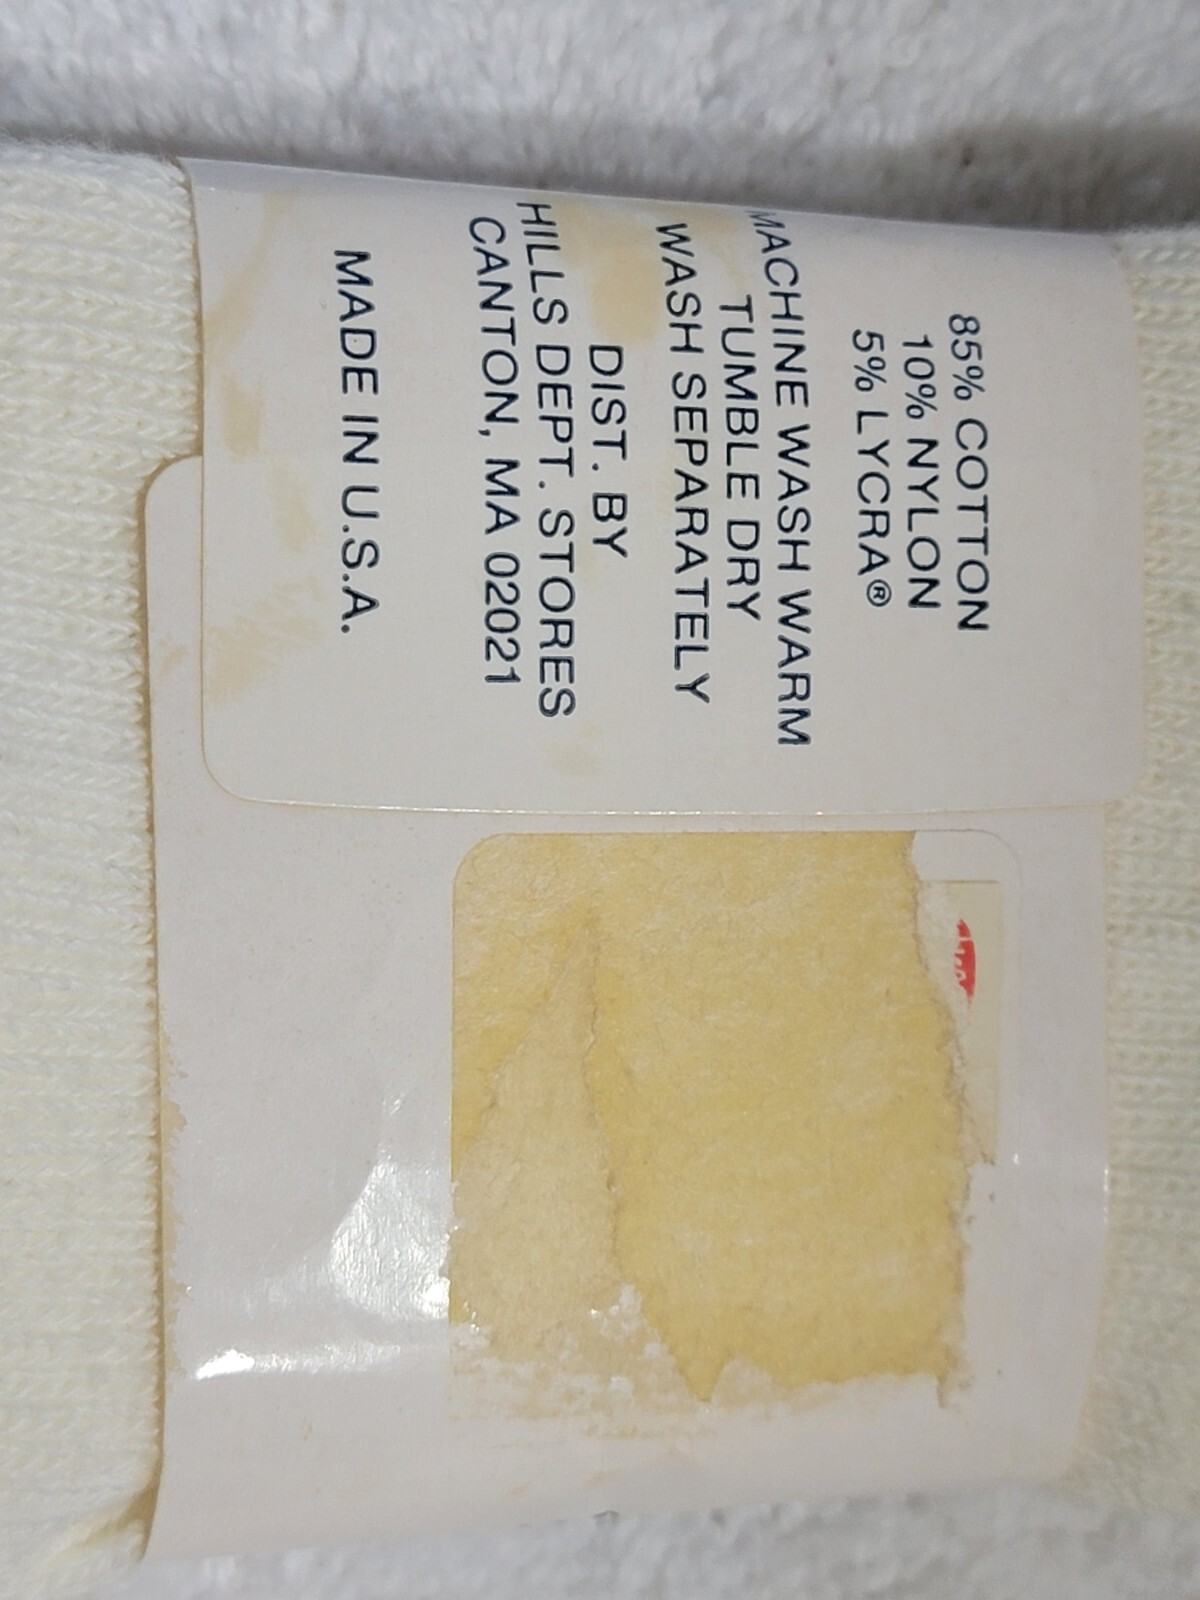 85% COTTON
10% NYLON
5% LYCRA®
MACHINE WASH WARM
TUMBLE DRY
WASH SEPARATELY
DIST. BY
HILLS DEPT. STORES
CANTON, MA 02021
MADE IN U.S.A.